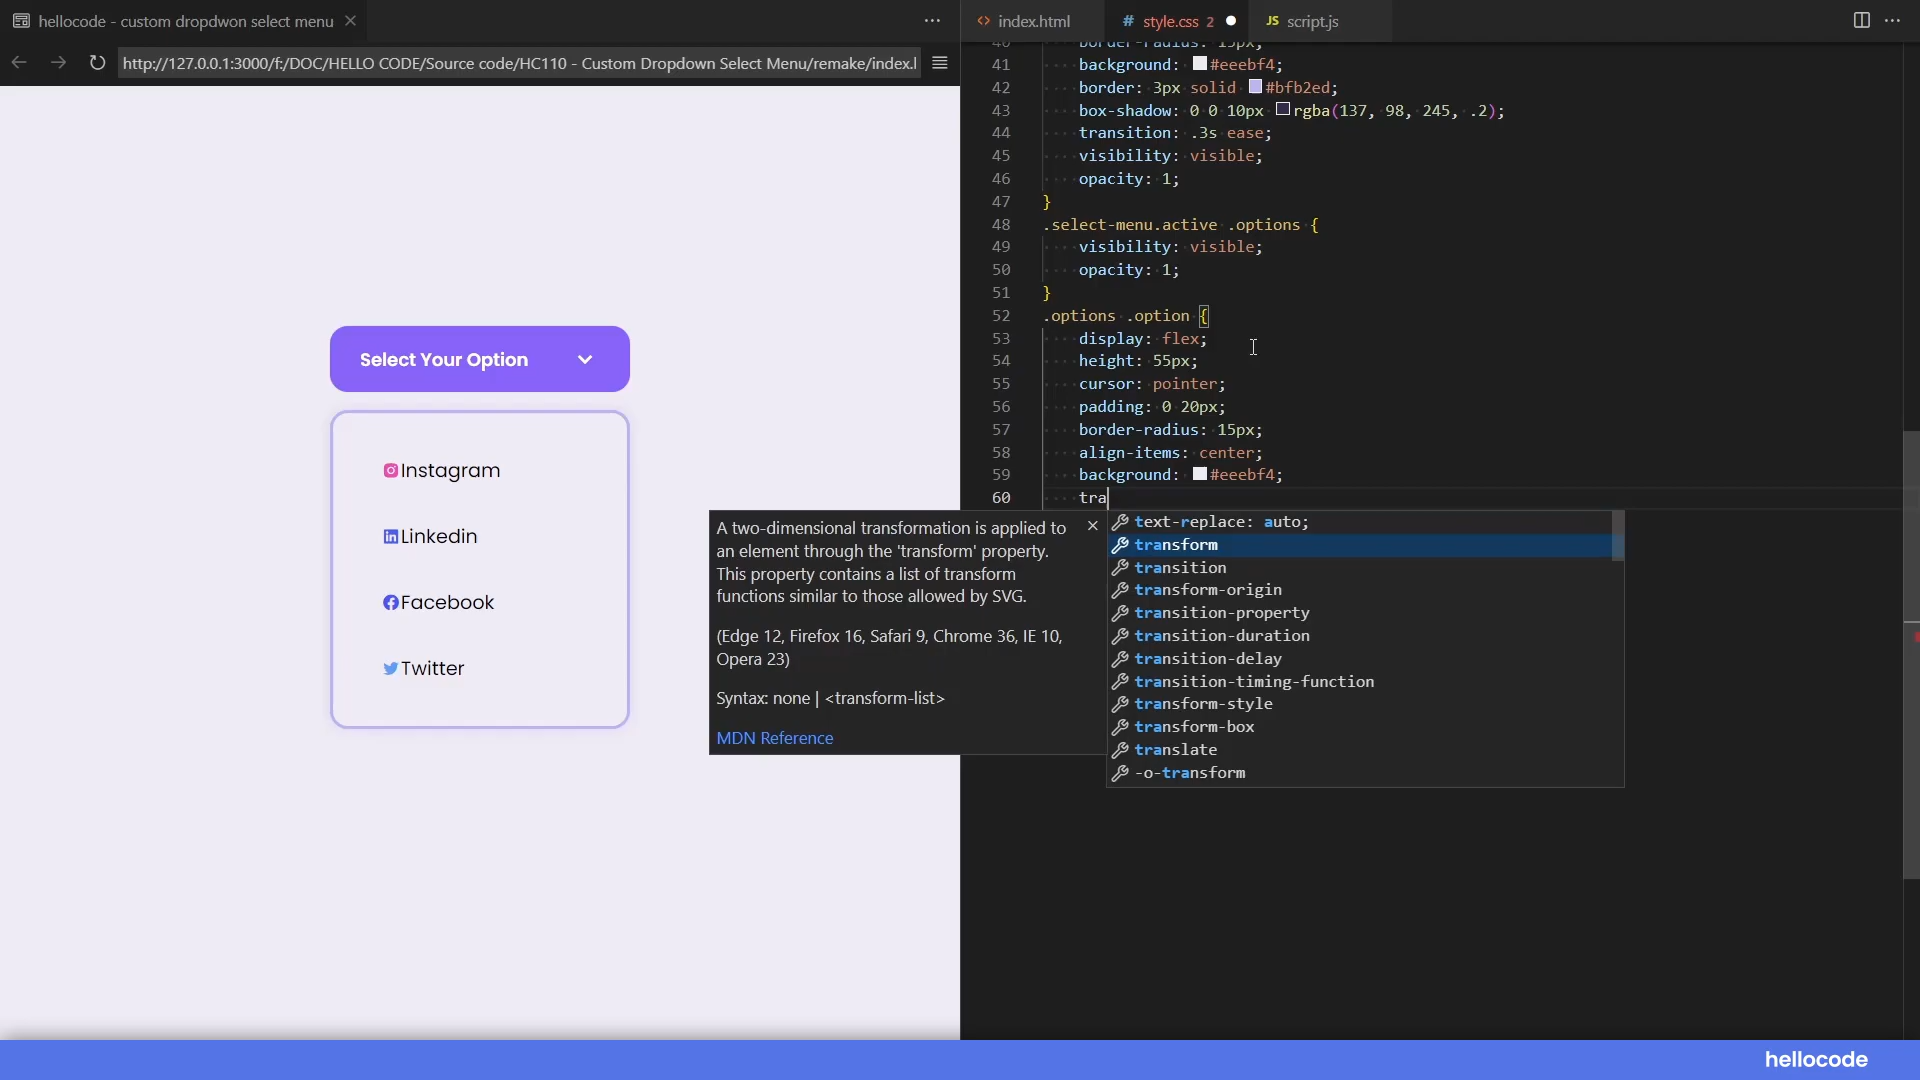 hellocode - custom dropdwon select menu
http://127.0.0.1:3000/f:/DOC/HELLO CODE/Source code/HC110 - Custom Dropdown Select Menu/remake/index.l
Select Your Option
Instagram
Linkedin
Facebook
Twitter
index.html
# style.css 2
JS script.js
40 border-radius: 15px;
41 background: #eeebf4;
42 border: 3px solid #bfb2ed;
43 box-shadow: 0 0 10px rgba(137, 98, 245, .2);
44 transition: .3s ease;
45 visibility: visible;
46 opacity: 1;
47 }
48 .select-menu.active .options {
49 visibility: visible;
50 opacity: 1;
51 }
52 .options .option {
53 display: flex;
54 height: 55px;
55 cursor: pointer;
56 padding: 0 20px;
57 border-radius: 15px;
58 align-items: center;
59 background: #eeebf4;
60 tra
A two-dimensional transformation is applied to
an element through the 'transform' property.
This property contains a list of transform
functions similar to those allowed by SVG.
(Edge 12, Firefox 16, Safari 9, Chrome 36, IE 10,
Opera 23)
Syntax: none | <transform-list>
MDN Reference
text-replace: auto;
transform
transition
transform-origin
transition-property
transition-duration
transition-delay
transition-timing-function
transform-style
transform-box
translate
-o-transform
hellocode